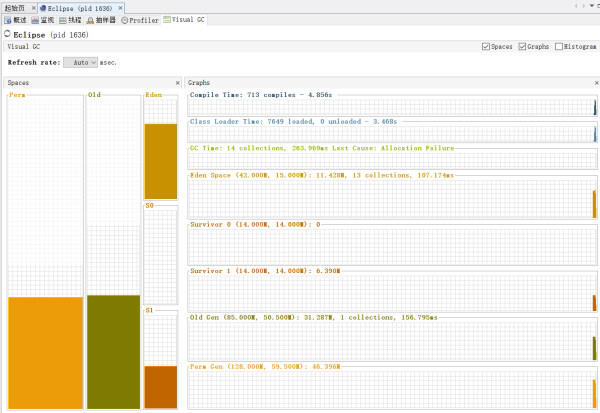 起始页 × Eclipse (pid 1636) ×
概述 监视 线程 抽样器 Profiler Visual GC
Eclipse (pid 1636)
Visual GC
Spaces Graphs Histogram
Refresh rate: Auto msec.
Spaces ×
Perm
Old
Eden
S0
S1
Graphs ×
Compile Time: 713 compiles - 4.856s
Class Loader Time: 7649 loaded, 0 unloaded - 3.468s
GC Time: 14 collections, 263.969ms Last Cause: Allocation Failure
Eden Space (42.000M, 15.000M): 11.428M, 13 collections, 107.174ms
Survivor 0 (14.000M, 14.000M): 0
Survivor 1 (14.000M, 14.000M): 6.390M
Old Gen (85.000M, 50.500M): 31.287M, 1 collections, 156.795ms
Perm Gen (128.000M, 59.500M): 46.396M